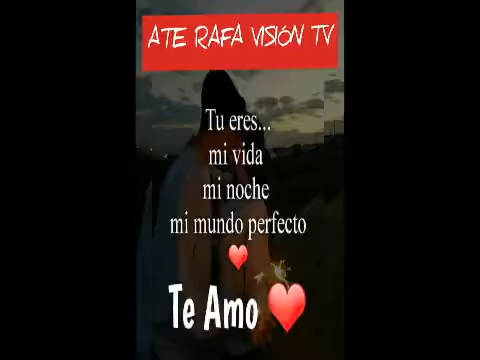 ATE RAFA VISIÓN TV
Tu eres...
mi vida
mi noche
mi mundo perfecto
Te Amo